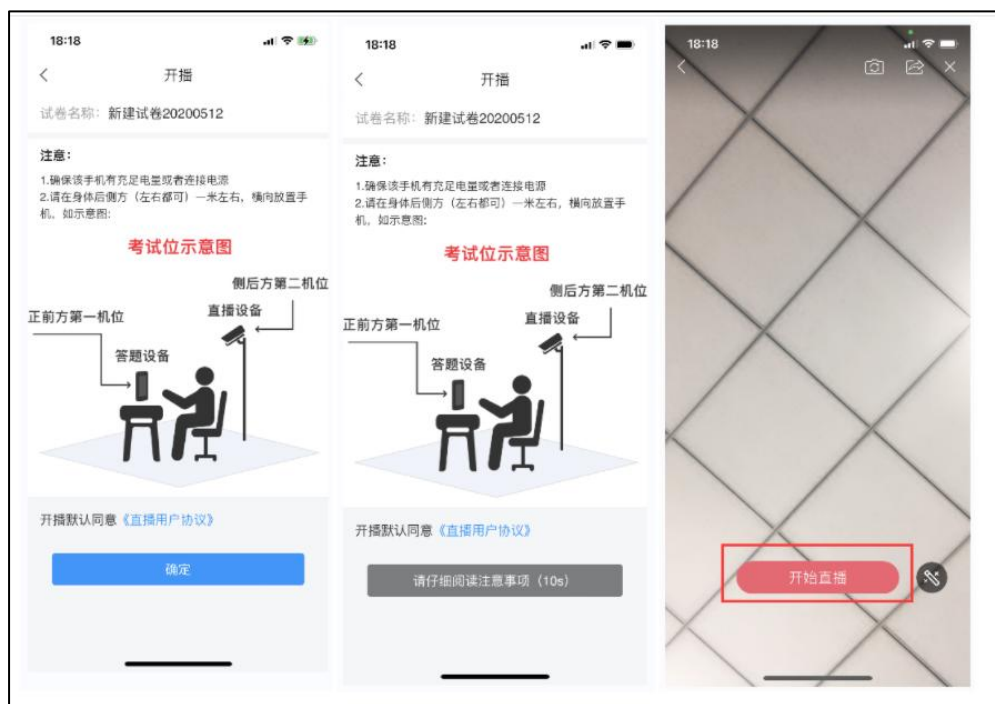 18:18
开播
试卷名称：新建试卷20200512
注意：
1.确保该手机有充足电量或者连接电源
2.请在身体后侧方（左右都可）一米左右，横向放置手
机，如示意图:
考试位示意图
侧后方第二机位
直播设备
正前方第一机位
答题设备
开播默认同意《直播用户协议》
确定
18:18
开播
试卷名称：新建试卷20200512
注意：
1.确保该手机有充足电量或者连接电源
2.请在身体后侧方（左右都可）一米左右，横向放置手
机，如示意图:
考试位示意图
侧后方第二机位
直播设备
正前方第一机位
答题设备
开播默认同意《直播用户协议》
请仔细阅读注意事项（10s）
18:18
开始直播